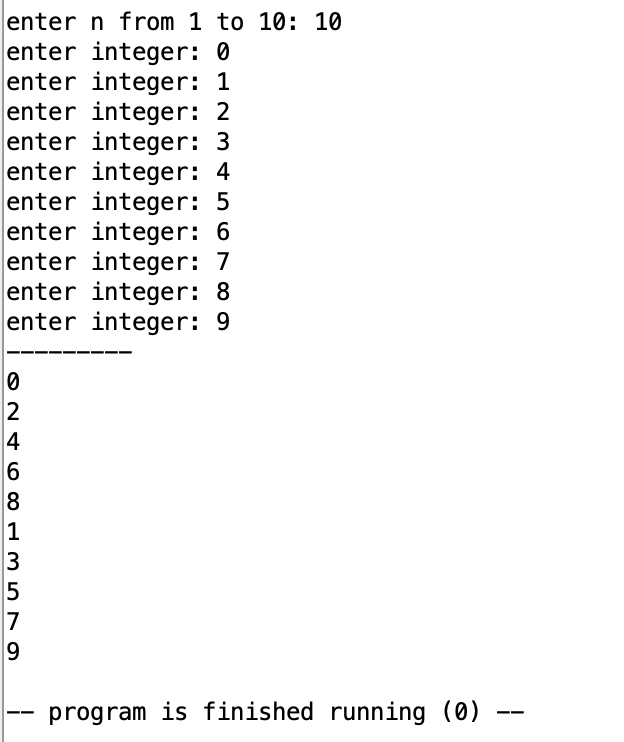 enter n from 1 to 10: 10
enter integer: 0
enter integer: 1
enter integer: 2
enter integer: 3
enter integer: 4
enter integer: 5
enter integer: 6
enter integer: 7
enter integer: 8
enter integer: 9
---------
0
2
4
6
8
1
3
5
7
9
-- program is finished running (0) --